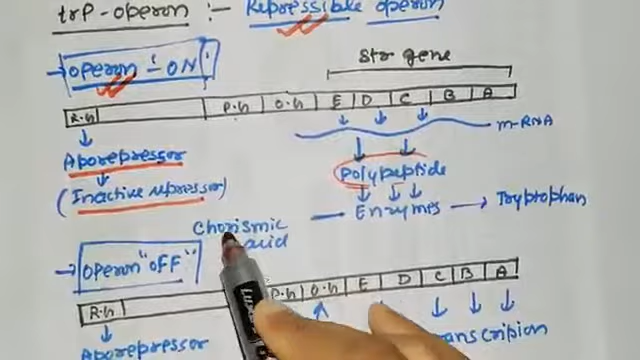 trp-operon :- Repressible operon
operon 'ON'
Str gene
R.h P.h O.h E D C B A
m-RNA
Aporepressor
(Inactive repressor)
Polypeptide
Enzymes → Tryptophan
Chorismic
acid
operon "OFF"
R.h P.h O.h E D C B A
Aporepressor